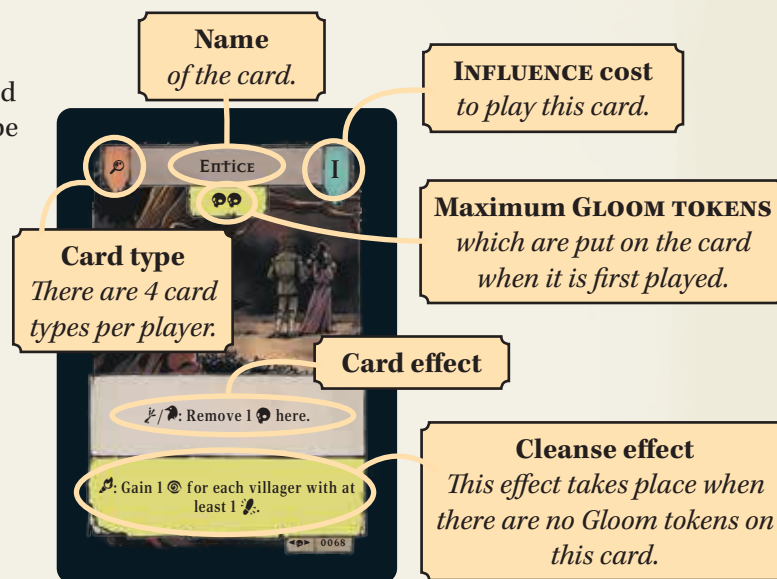 Name
of the card.
INFLUENCE cost
to play this card.
d
be
ENTICE
I
Maximum GLOOM TOKENS
which are put on the card
when it is first played.
Card type
There are 4 card
types per player.
Card effect
/ : Remove 1 here.
Cleanse effect
This effect takes place when
there are no Gloom tokens on
this card.
: Gain 1 for each villager with at
least 1 .
0068